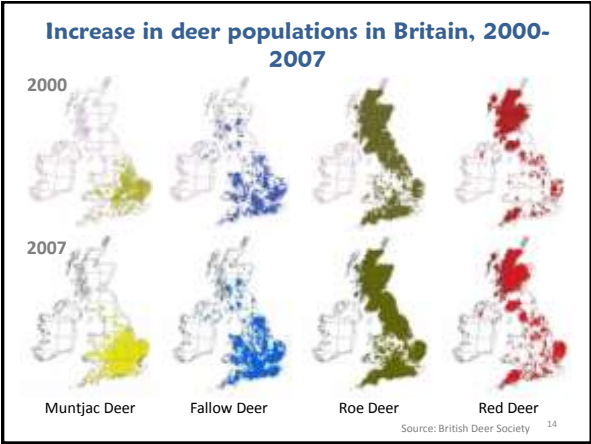 Increase in deer populations in Britain, 2000-
2007
2000
2007
Muntjac Deer
Fallow Deer
Roe Deer
Red Deer
Source: British Deer Society
14